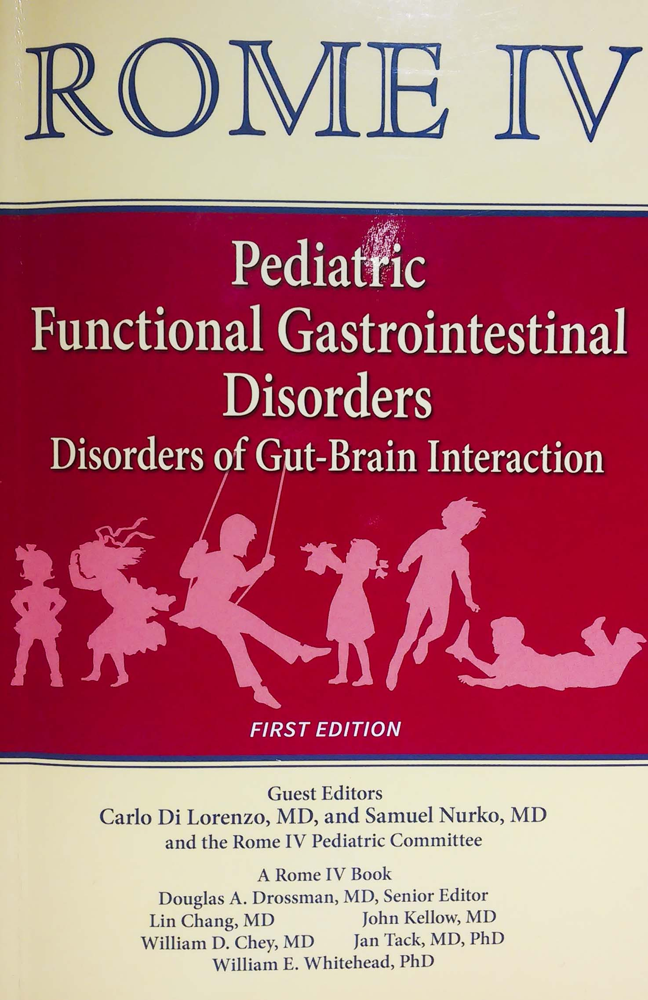 ROME IV
Pediatric
Functional Gastrointestinal
Disorders
Disorders of Gut-Brain Interaction
FIRST EDITION
Guest Editors
Carlo Di Lorenzo, MD, and Samuel Nurko, MD
and the Rome IV Pediatric Committee
A Rome IV Book
Douglas A. Drossman, MD, Senior Editor
Lin Chang, MD John Kellow, MD
William D. Chey, MD Jan Tack, MD, PhD
William E. Whitehead, PhD